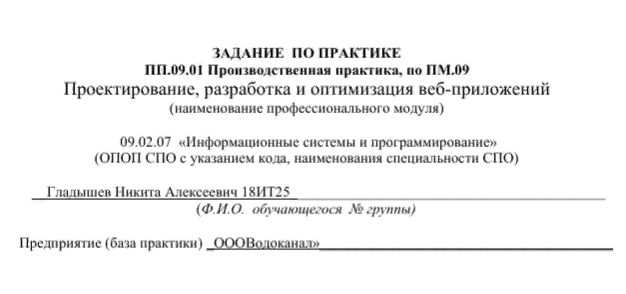 ЗАДАНИЕ ПО ПРАКТИКЕ
ПП.09.01 Производственная практика, по ПМ.09
Проектирование, разработка и оптимизация веб-приложений
(наименование профессионального модуля)
09.02.07 «Информационные системы и программирование»
(ОПОП СПО с указанием кода, наименования специальности СПО)
Гладышев Никита Алексеевич 18ИТ25
(Ф.И.О. обучающегося № группы)
Предприятие (база практики) _ОООВодоканал»